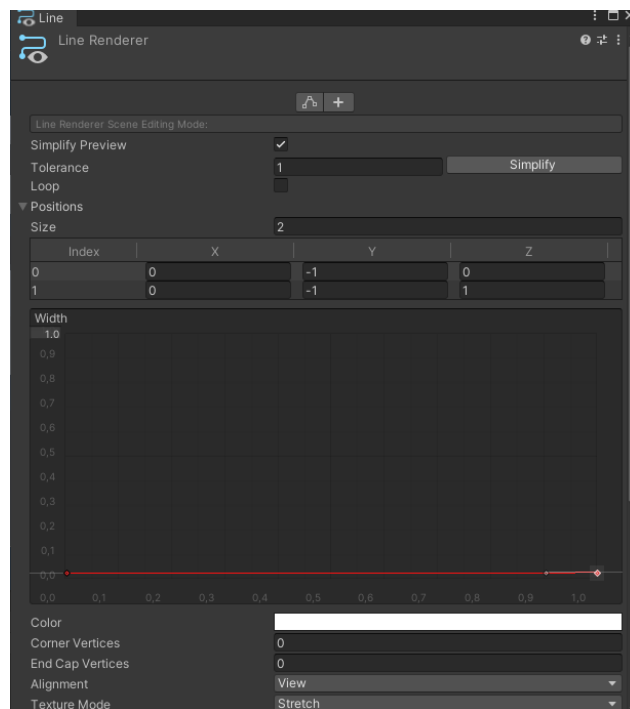 Line
Line Renderer
+
Line Renderer Scene Editing Mode:
Simplify Preview
Tolerance 1 Simplify
Loop
Positions
Size 2
Index X Y Z
0 0 -1 0
1 0 -1 1
Width
1.0
0,9
0,8
0,7
0,6
0,5
0,4
0,3
0,2
0,1
0,0
0,0 0,1 0,2 0,3 0,4 0,5 0,6 0,7 0,8 0,9 1,0
Color
Corner Vertices 0
End Cap Vertices 0
Alignment View
Texture Mode Stretch